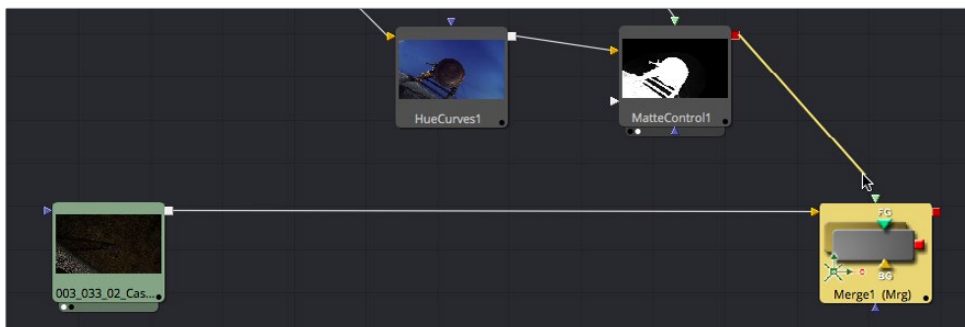 HueCurves1
MatteControl1
FG
003_033_02_Cas...
BG
Merge1 (Mrg)